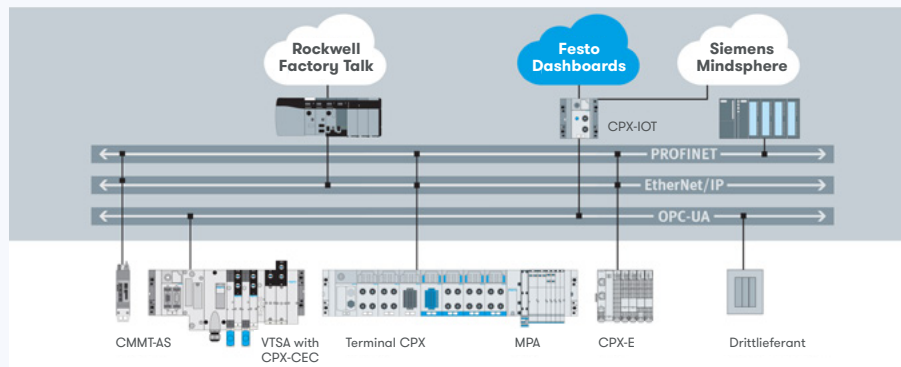 Rockwell
Factory Talk
Festo
Dashboards
Siemens
Mindsphere
CPX-IOT
PROFINET
EtherNet/IP
OPC-UA
CMMT-AS
VTSA with
CPX-CEC
Terminal CPX
MPA
CPX-E
Drittlieferant